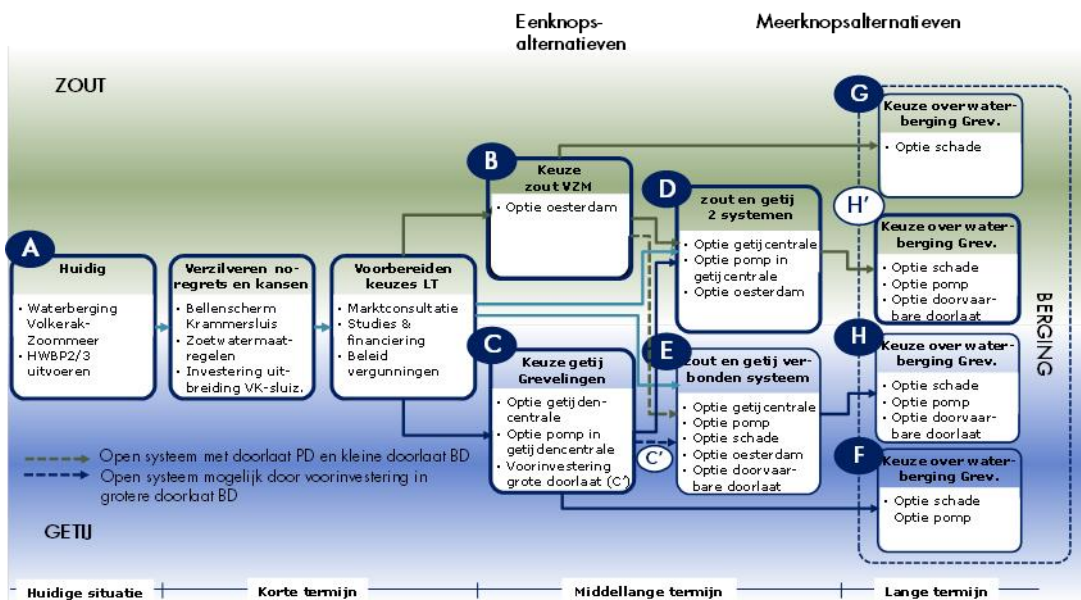 Eenknops-
alternatieven
Meerknopsalternatieven
ZOUT
G
Keuze over water-
berging Grev.
• Optie schade
B
Keuze
zout VZM
• Optie oesterdam
D
zout en getij
2 systemen
• Optie getijcentrale
• Optie pomp in
getijcentrale
• Optie oesterdam
H'
Keuze over water-
berging Grev.
• Optie schade
• Optie pomp
• Optie doorvaar-
bare doorlaat
A
Huidig
• Waterberging
Volkerak-
Zoommeer
• HWBP2/3
uitvoeren
Verzilveren no-
regrets en kansen
• Bellenscherm
Krammersluis
• Zoetwatermaat-
regelen
• Investering uit-
breiding VK-sluiz.
Voorbereiden
keuzes LT
• Marktconsultatie
• Studies &
financiering
• Beleid
vergunningen
C
Keuze getij
Grevelingen
• Optie getijden-
centrale
• Optie pomp in
getijdencentrale
• Voorinvestering
grote doorlaat (C')
C'
E
zout en getij ver-
bonden systeem
• Optie getijcentrale
• Optie pomp
• Optie schade
• Optie oesterdam
• Optie doorvaar-
bare doorlaat
H
Keuze over water-
berging Grev.
• Optie schade
• Optie pomp
• Optie doorvaar-
bare doorlaat
F
Keuze over water-
berging Grev.
• Optie schade
Optie pomp
BERGING
Open systeem met doorlaat PD en kleine doorlaat BD
Open systeem mogelijk door voorinvestering in
grotere doorlaat BD
GETIJ
Huidige situatie
Korte termijn
Middellange termijn
Lange termijn